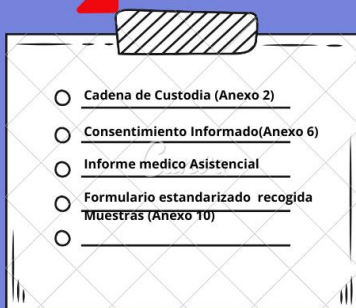 Cadena de Custodia (Anexo 2)
Consentimiento Informado(Anexo 6)
Informe medico Asistencial
Formulario estandarizado recogida
Muestras (Anexo 10)